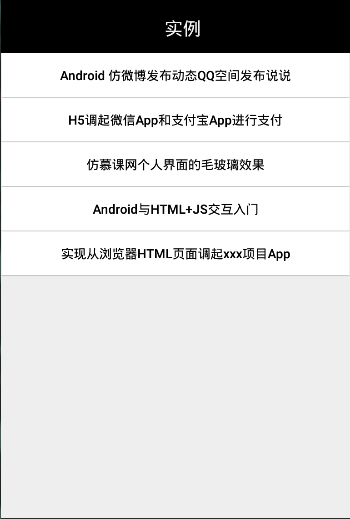 实例
Android 仿微博发布动态QQ空间发布说说
H5调起微信App和支付宝App进行支付
仿慕课网个人界面的毛玻璃效果
Android与HTML+JS交互入门
实现从浏览器HTML页面调起xxx项目App